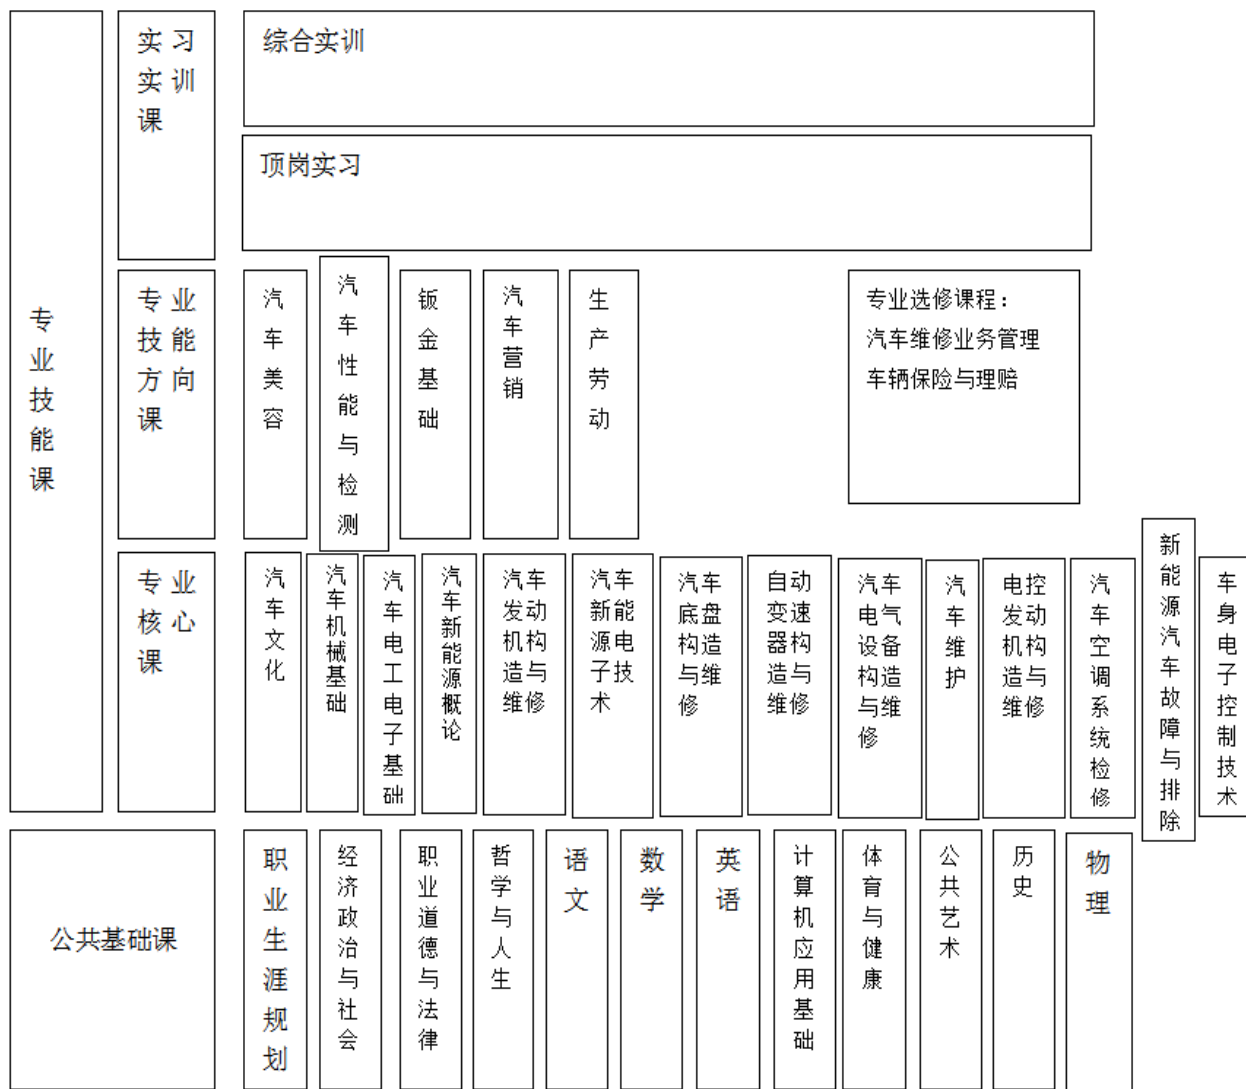 专业技能课
实习
实训
课
综合实训
顶岗实习
专业
技能
方向
课
汽车美容
汽车性能与检测
钣金基础
汽车营销
生产劳动
专业选修课程：
汽车维修业务管理
车辆保险与理赔
专业
核心
课
汽车文化
汽车机械基础
汽车电工电子基础
汽车新能源概论
汽车
发动
机构
造与
维修
汽车
新能
源电
子技
术
汽车
底盘
构造
与维
修
自动
变速
器构
造与
维修
汽车
电气
设备
构造
与维
修
汽车维护
电控
发动
机构
造与
维修
汽车空调系统检修
新能源汽车故障与排除
车身电子控制技术
公共基础课
职业生涯规划
经济政治与社会
职业道德与法律
哲学与人生
语文
数学
英语
计算机应用基础
体育与健康
公共艺术
历史
物理